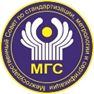 Межгосударственный Совет по стандартизации, метрологии и сертификации
МГС